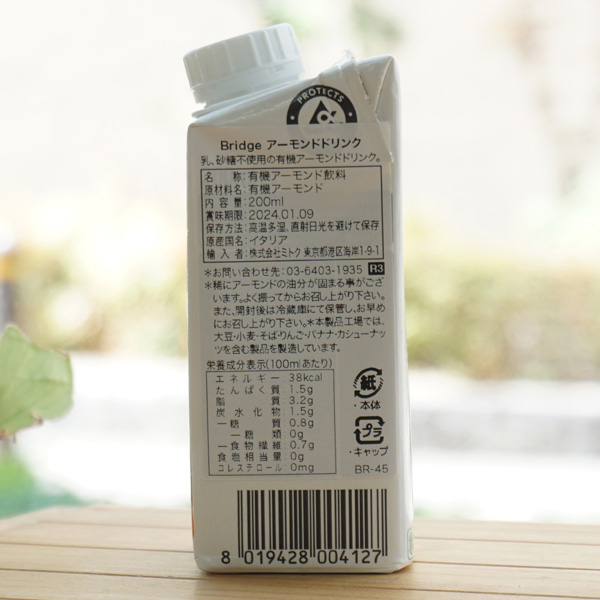 PROTECTS
Bridge アーモンドドリンク
乳、砂糖不使用の有機アーモンドドリンク。
名　　称:有機アーモンド飲料
原材料名:有機アーモンド
内 容 量:200ml
賞味期限:2024.01.09
保存方法:高温多湿、直射日光を避けて保存
原産国名:イタリア
輸 入 者:株式会社ミトク 東京都港区海岸1-9-1
＊お問い合わせ先:03-6403-1935 R3
＊稀にアーモンドの油分が固まる事がござ
います。よく振ってからお召し上がり下さい。
また、開封後は冷蔵庫にて保管し、お早め
にお召し上がり下さい。＊本製品工場では、
大豆・小麦・そば・りんご・バナナ・カシューナッ
ツを含む製品を製造しています。
栄養成分表示(100mlあたり)
エネルギー:38kcal
たんぱく質:1.5g
脂　　　質:3.2g
炭水化物:1.5g
－糖　　質:0.8g
－糖　類:0g
－食物繊維:0.7g
食塩相当量:0g
コレステロール:0mg
紙
・本体
プラ
・キャップ
BR-45
8 019428 004127